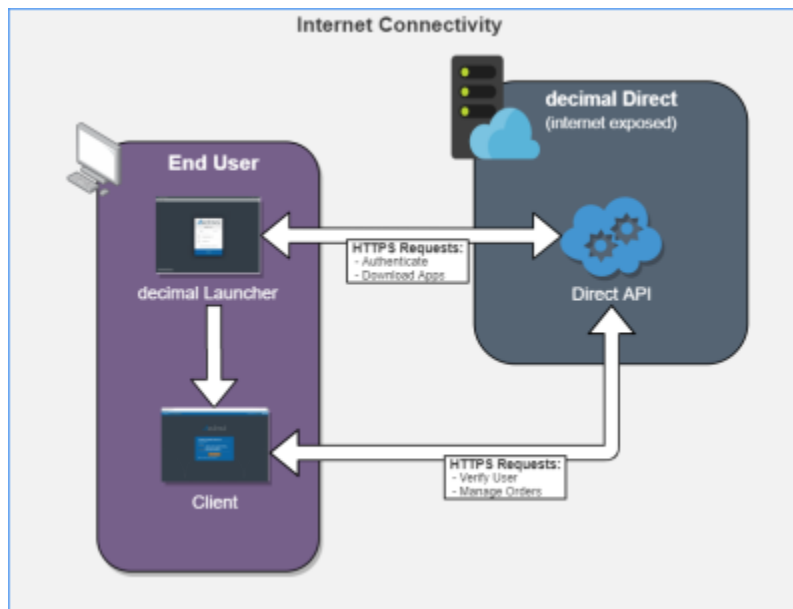 Internet Connectivity
decimal Direct
(internet exposed)
End User
HTTPS Requests:
- Authenticate
- Download Apps
decimal Launcher
Direct API
HTTPS Requests:
- Verify User
- Manage Orders
Client